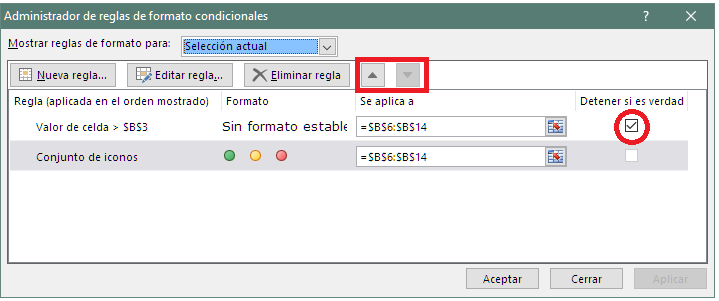 Administrador de reglas de formato condicionales
?
Mostrar reglas de formato para:
Selección actual
Nueva regla...
Editar regla...
Eliminar regla
Regla (aplicada en el orden mostrado)
Formato
Se aplica a
Detener si es verdad
Valor de celda > $B$3
Sin formato estable
=$B$6:$B$14
Conjunto de iconos
=$B$6:$B$14
Aceptar
Cerrar
Aplicar